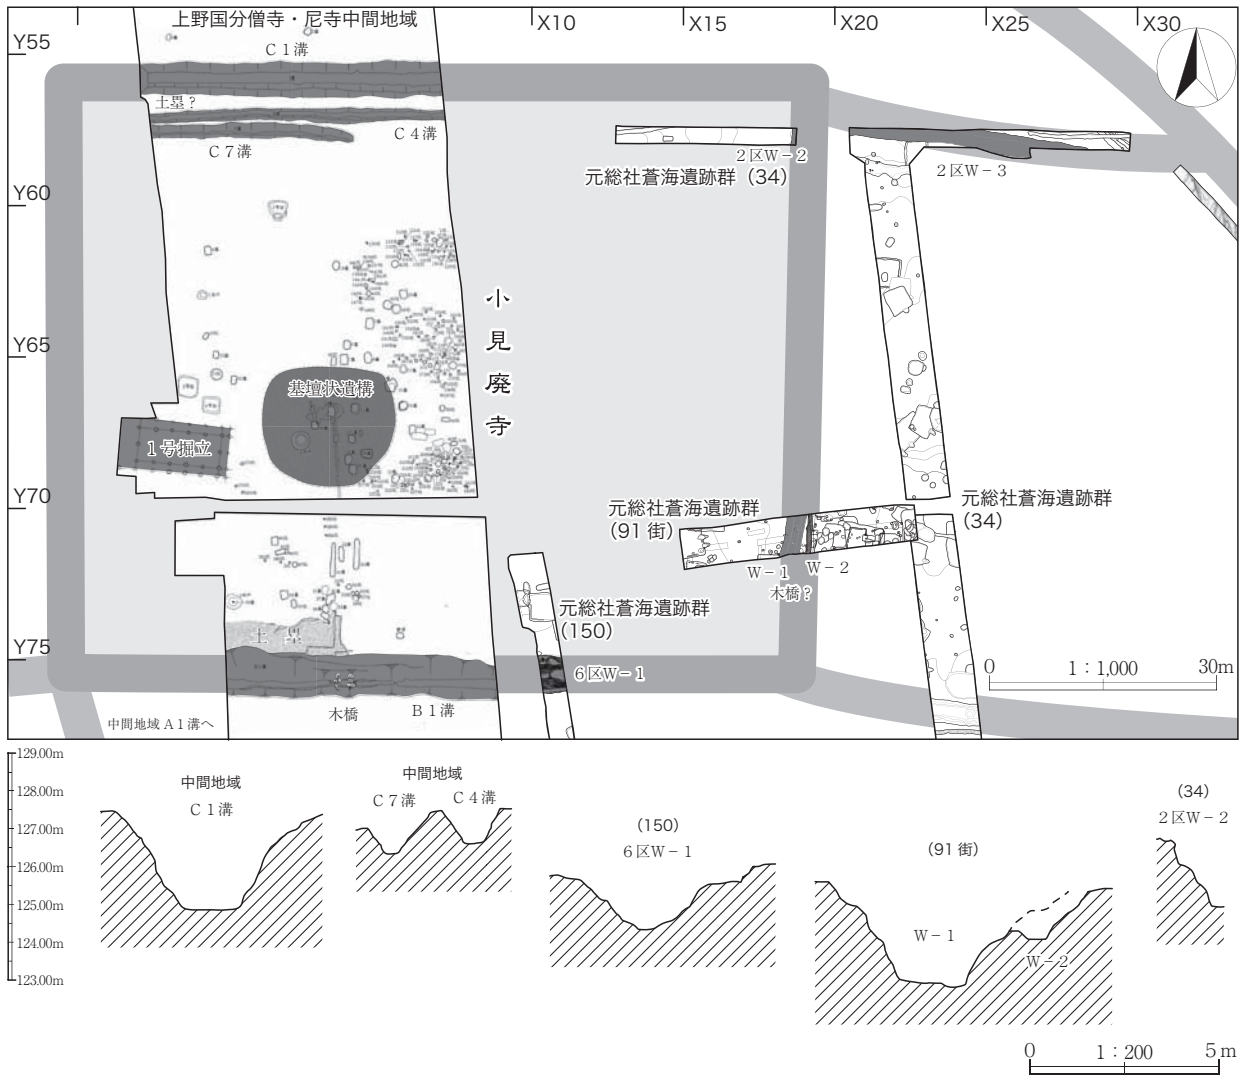 上野国分僧寺・尼寺中間地域
X10
X15
X20
X25
X30
Y55
Y60
Y65
Y70
Y75
C1溝
土塁?
C4溝
C7溝
2区W-2
元総社蒼海遺跡群(34)
2区W-3
小見廃寺
基壇状遺構
1号掘立
元総社蒼海遺跡群
(91街)
W-1
W-2
木橋?
元総社蒼海遺跡群
(34)
元総社蒼海遺跡群
(150)
6区W-1
土塁
木橋
B1溝
中間地域A1溝へ
0
1:1,000
30m
129.00m
128.00m
127.00m
126.00m
125.00m
124.00m
123.00m
中間地域
C1溝
中間地域
C7溝
C4溝
(150)
6区W-1
(91街)
W-1
W-2
(34)
2区W-2
0
1:200
5m